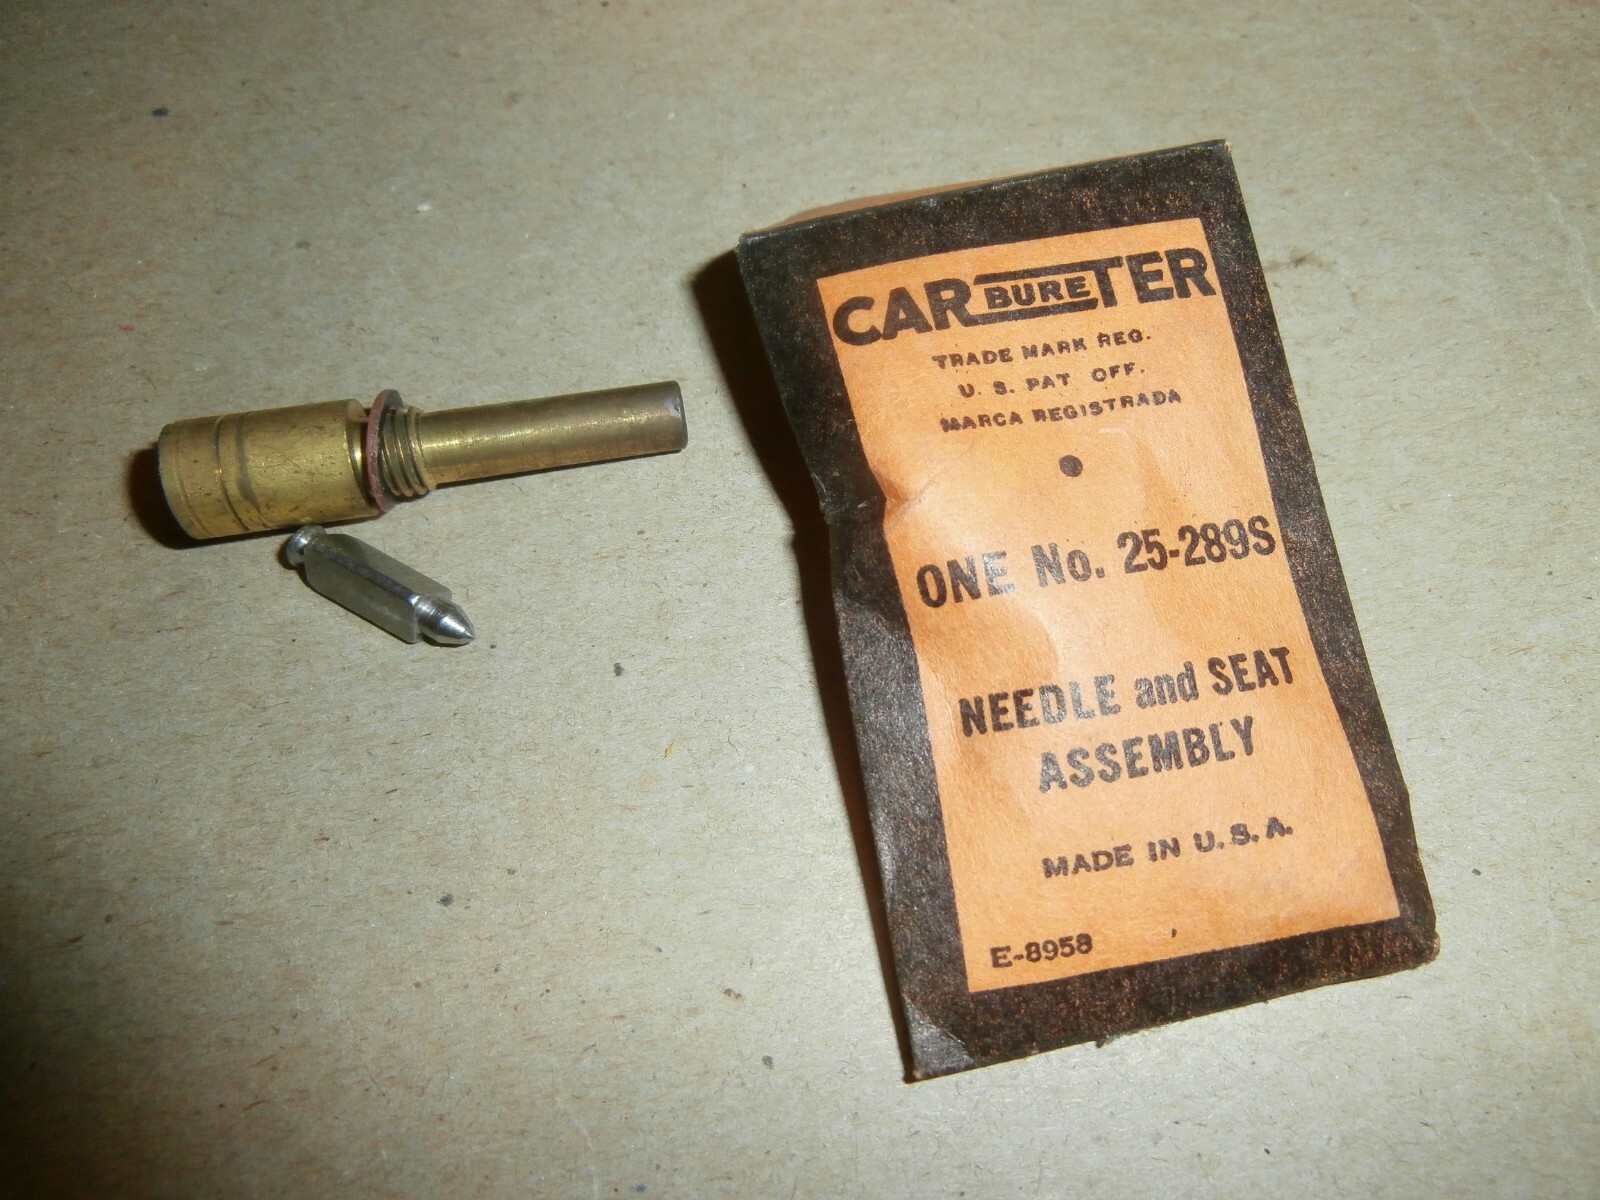 CARBURETER
TRADE MARK REG.
U. S. PAT OFF.
MARCA REGISTRADA
ONE No. 25-289S
NEEDLE and SEAT
ASSEMBLY
MADE IN U.S.A.
E-8958